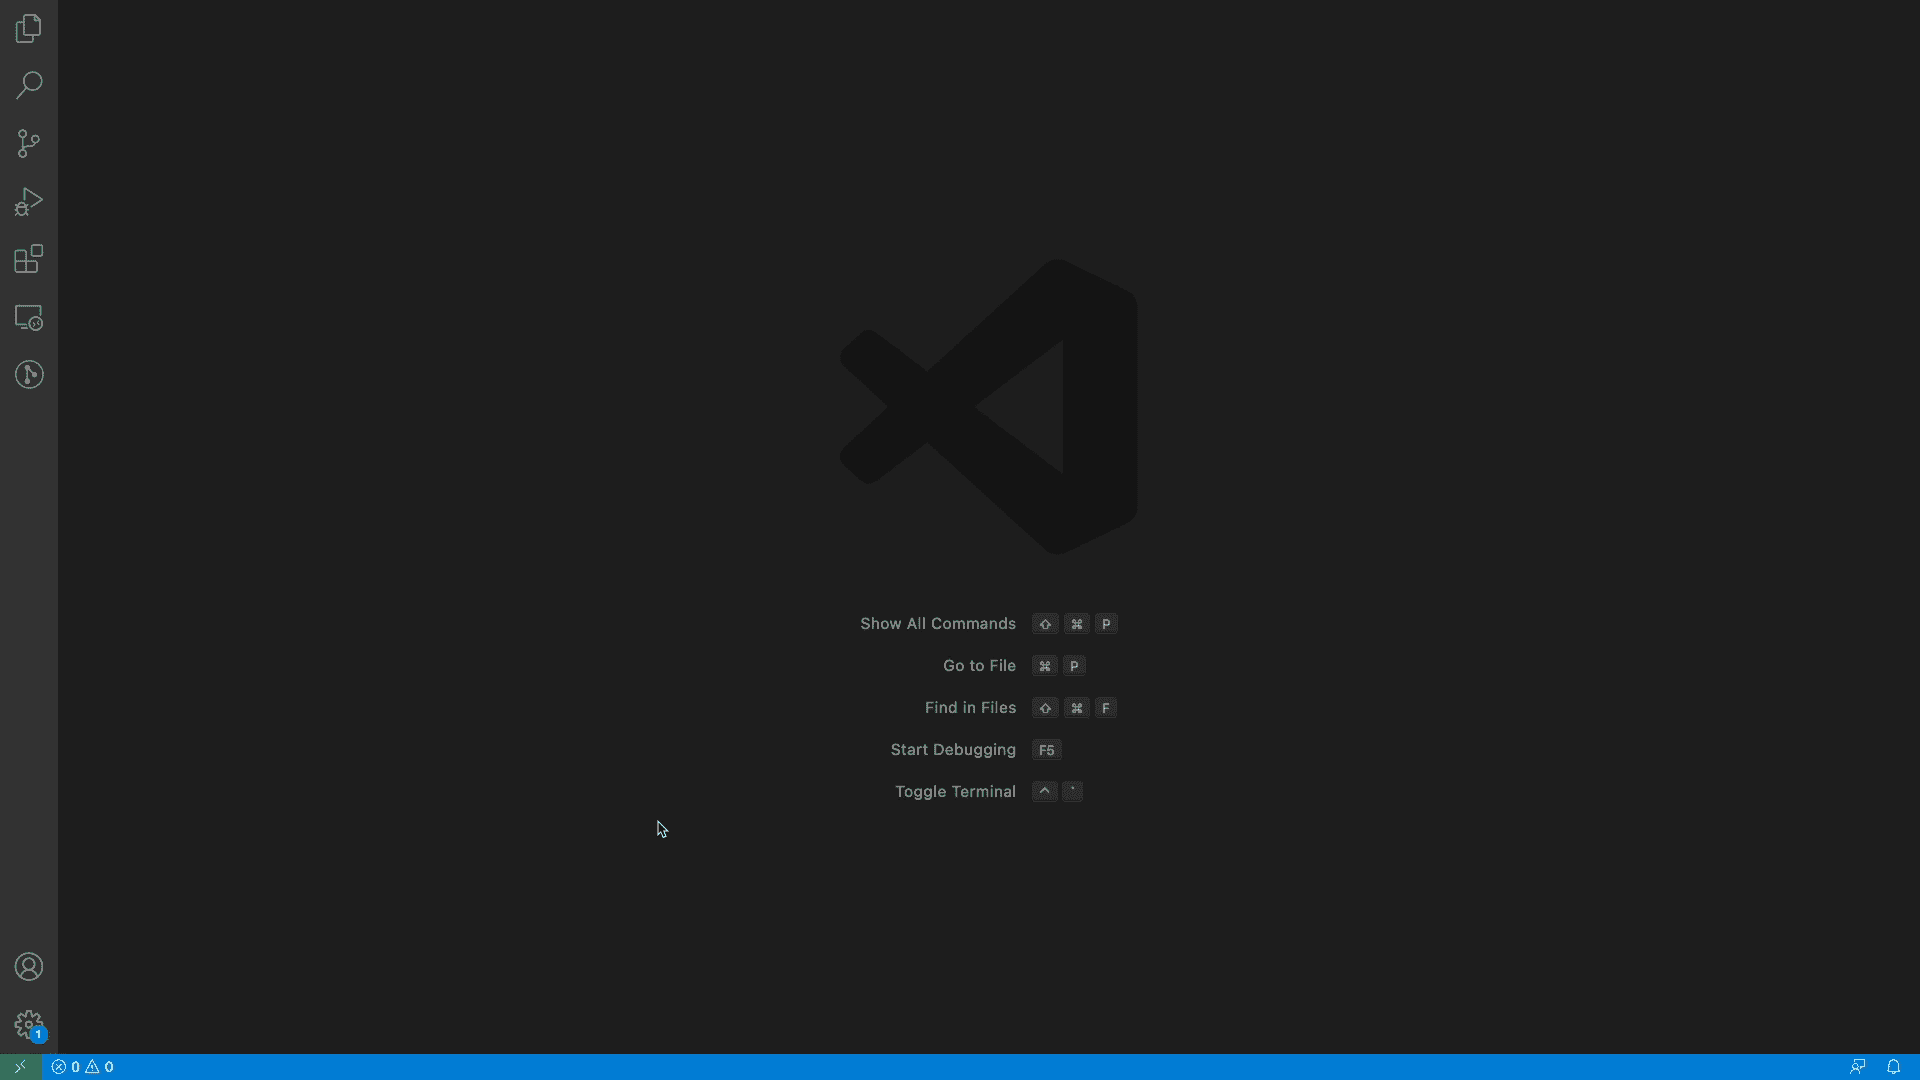 Show All Commands ⇧ ⌘ P
Go to File ⌘ P
Find in Files ⇧ ⌘ F
Start Debugging F5
Toggle Terminal ^ `
1
0 0